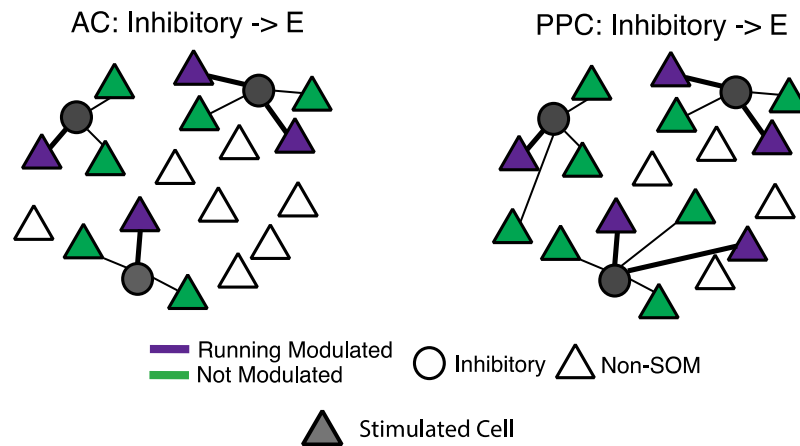 AC: Inhibitory -> E
PPC: Inhibitory -> E
Running Modulated
Not Modulated
Inhibitory
Non-SOM
Stimulated Cell